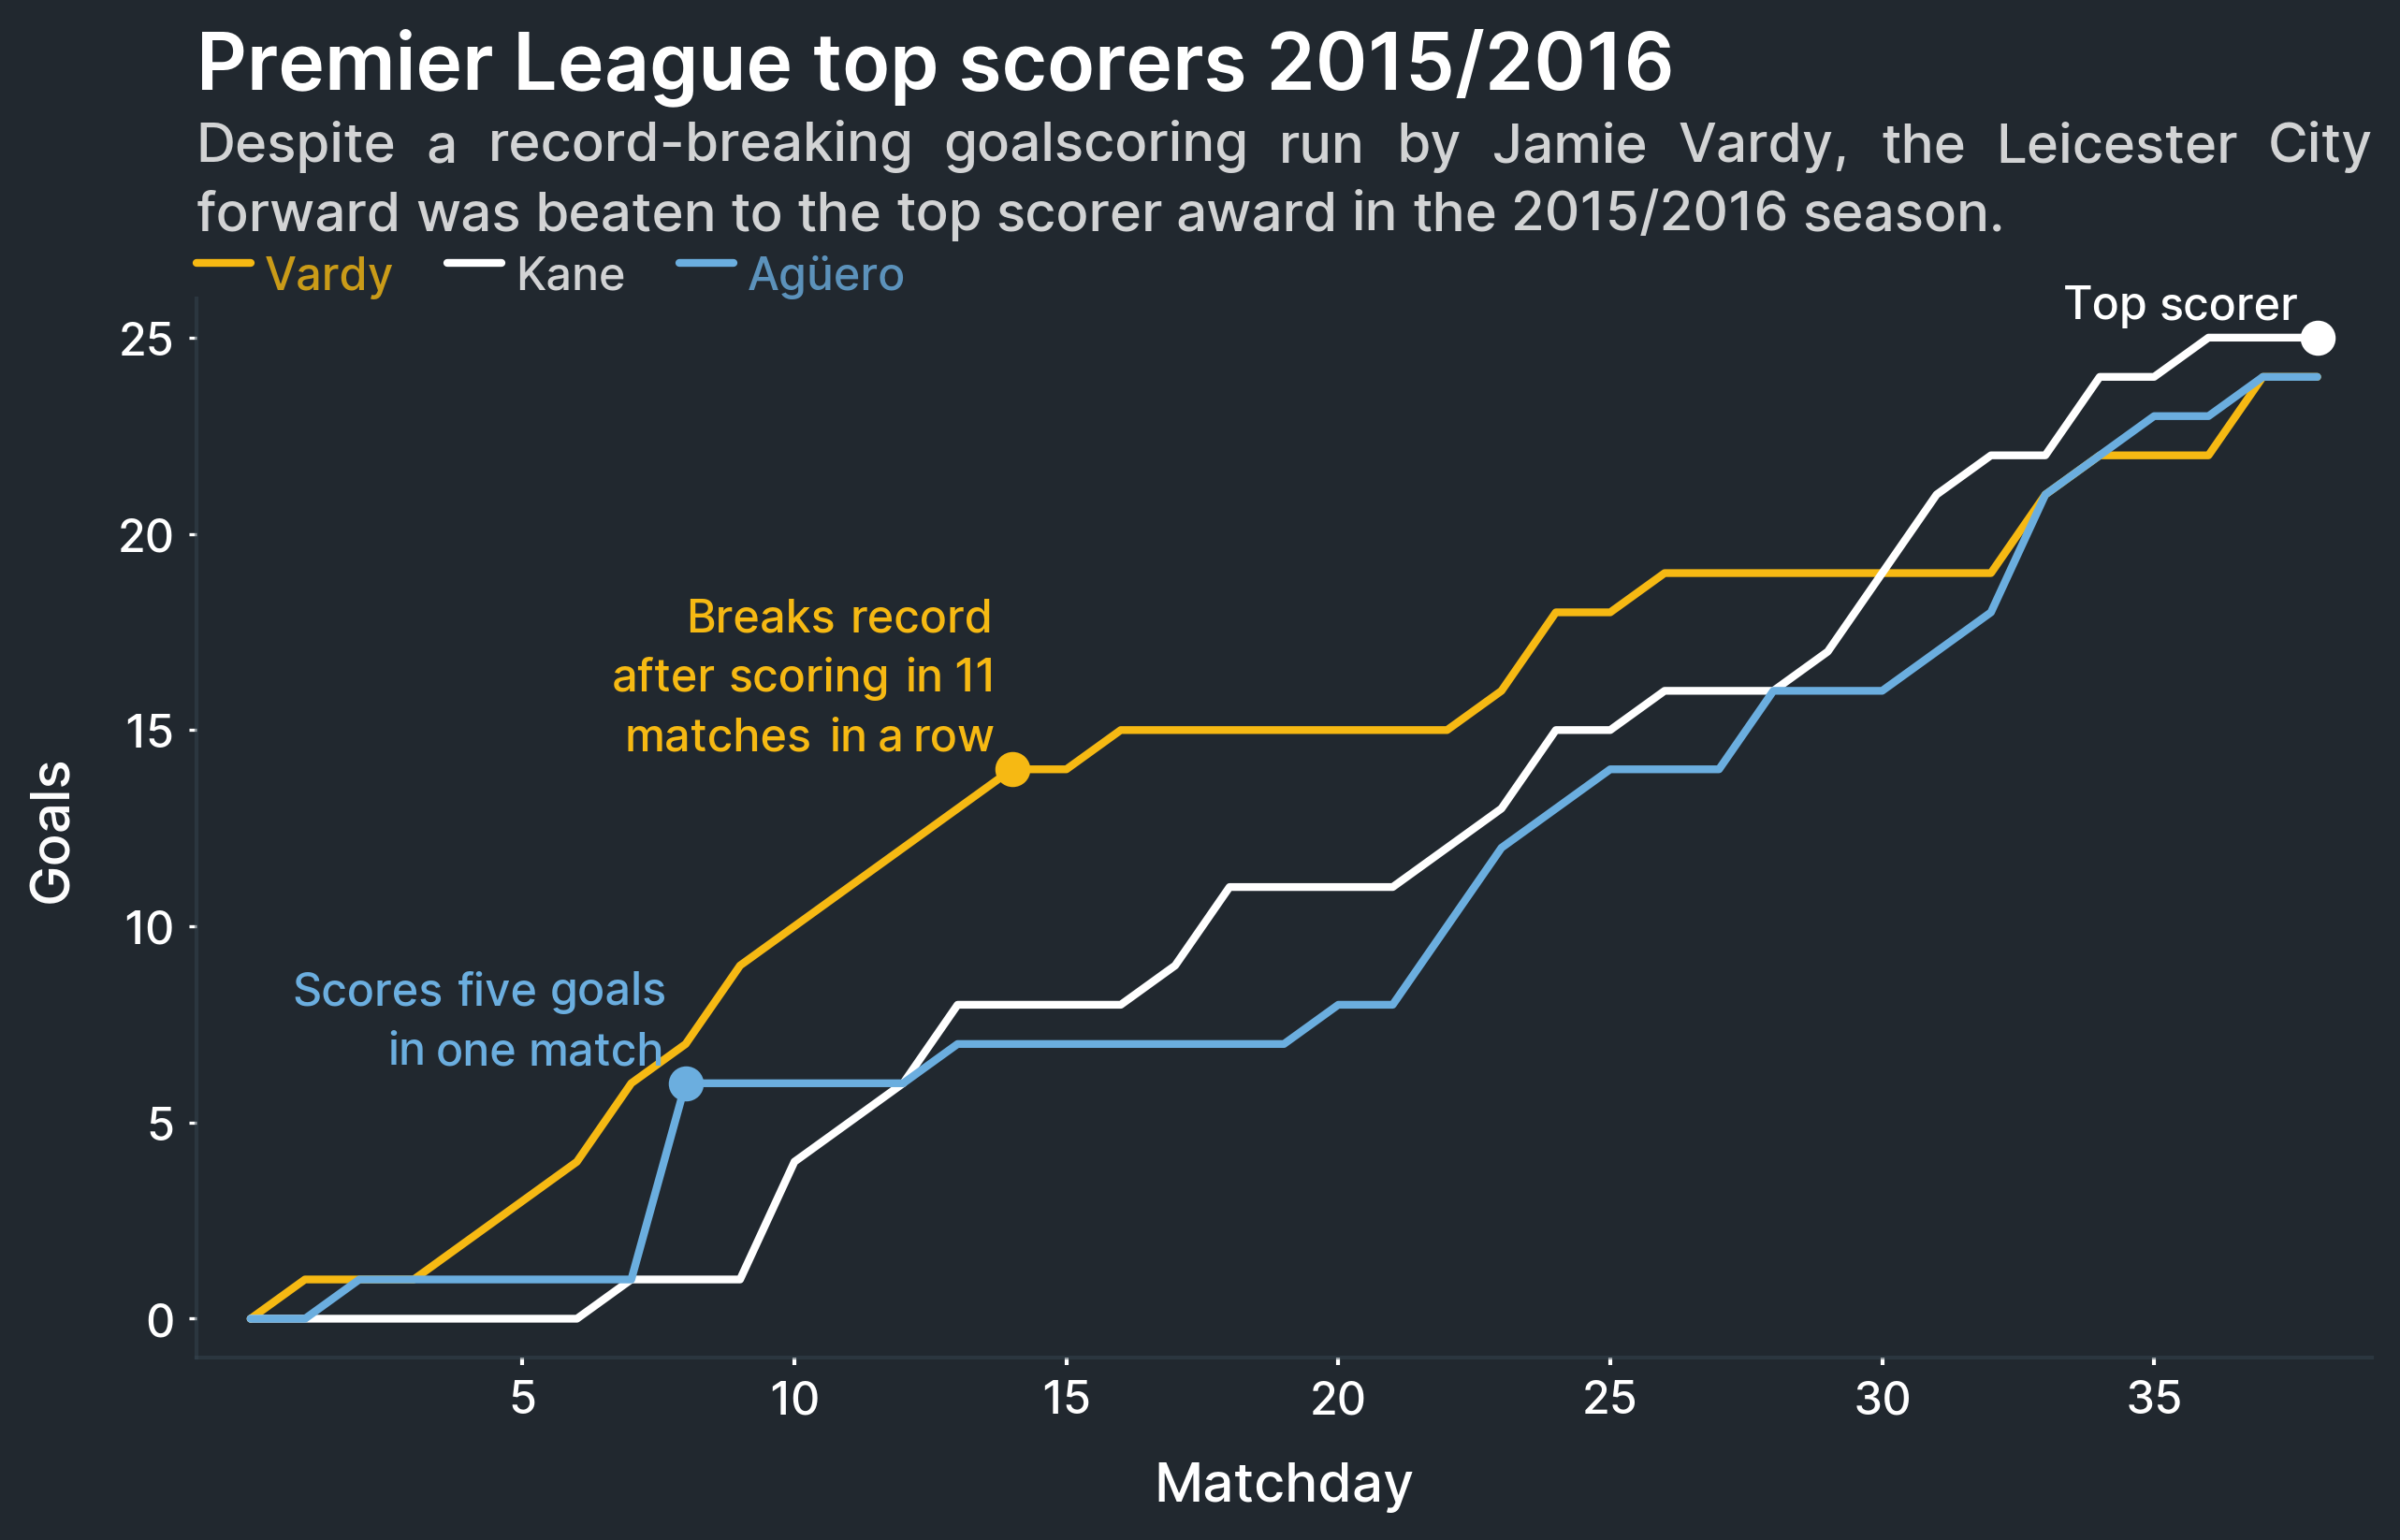 Premier League top scorers 2015/2016
Despite a record-breaking goalscoring run by Jamie Vardy, the Leicester City
forward was beaten to the top scorer award in the 2015/2016 season.
Vardy Kane Agüero
Top scorer
25
20
Breaks record
after scoring in 11
matches in a row
15
Goals
10
Scores five goals
in one match
5
0
5 10 15 20 25 30 35
Matchday